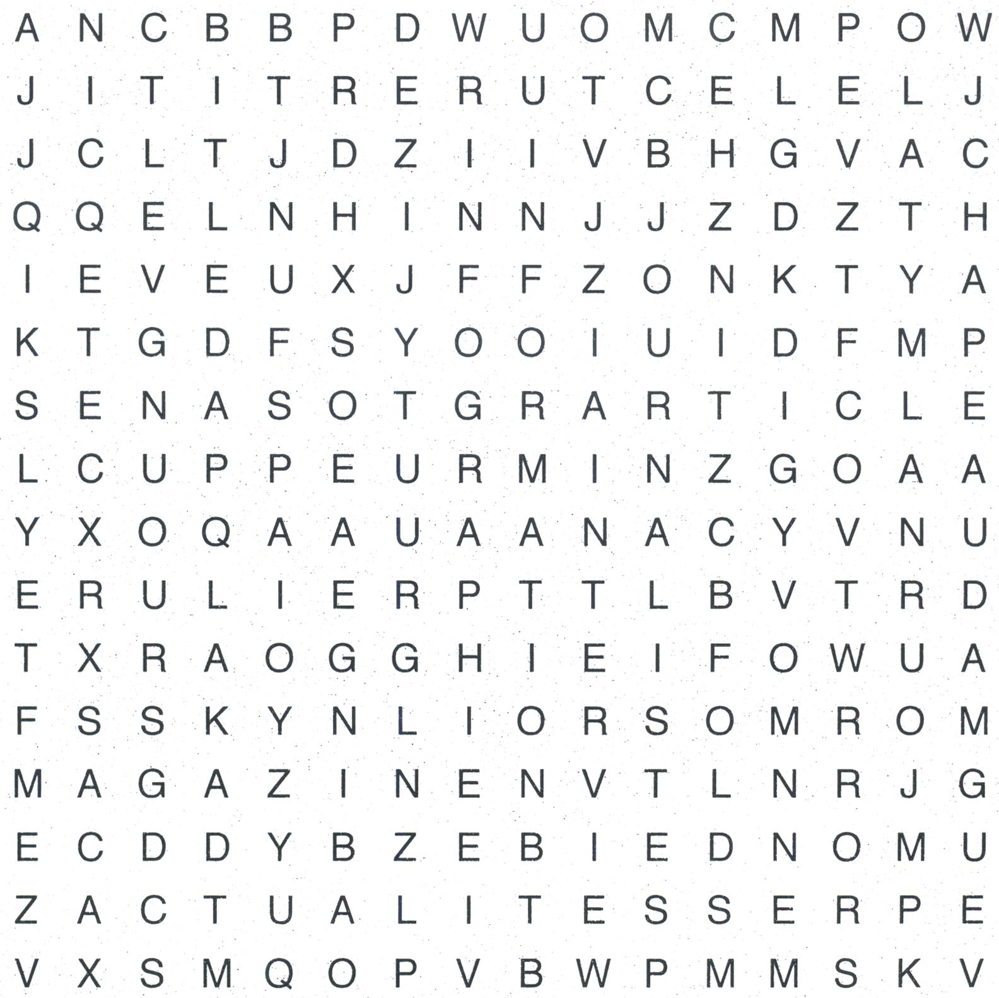 A N C B B P D W U O M C M P O W
J I T I T R E R U T C E L E L J
J C L T J D Z I I V B H G V A C
Q Q E L N H I N N J J Z D Z T H
I E V E U X J F F Z O N K T Y A
K T G D F S Y O O I U I D F M P
S E N A S O T G R A R T I C L E
L C U P P E U R M I N Z G O A A
Y X O Q A A U A A N A C Y V N U
E R U L I E R P T T L B V T R D
T X R A O G G H I E I F O W U A
F S S K Y N L I O R S O M R O M
M A G A Z I N E N V T L N R J G
E C D D Y B Z E B I E D N O M U
Z A C T U A L I T E S S E R P E
V X S M Q O P V B W P M M S K V